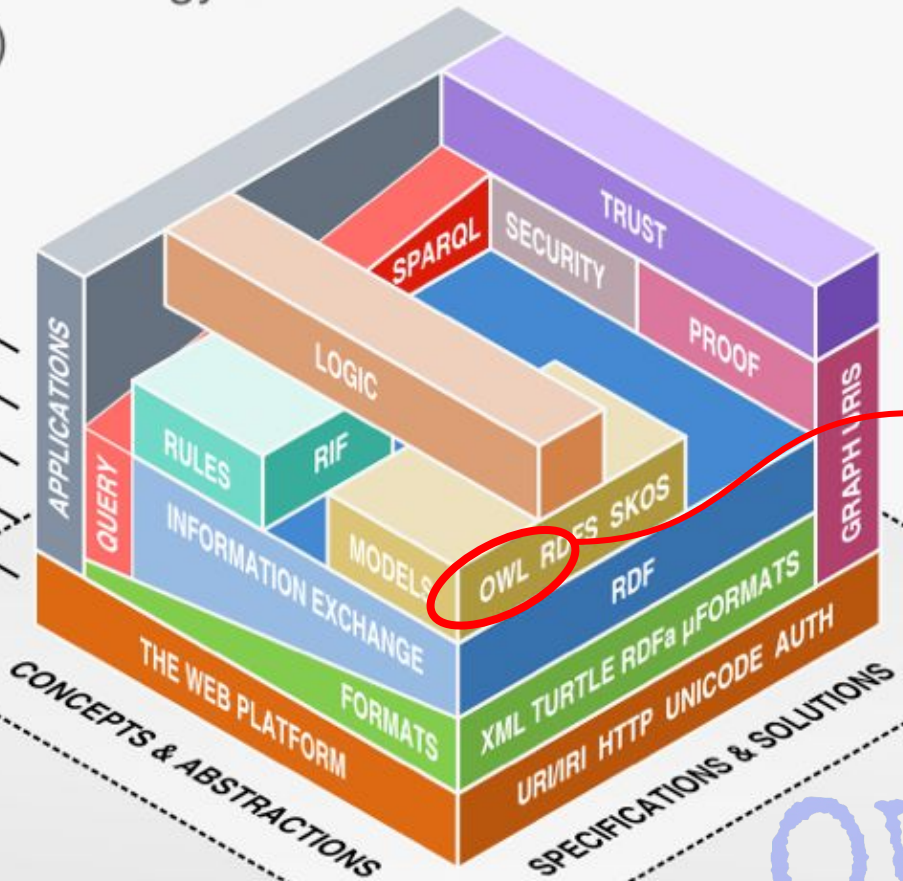 TRUST
SECURITY
SPARQL
PROOF
LOGIC
APPLICATIONS
GRAPH URIS
RULES
RIF
QUERY
INFORMATION EXCHANGE
MODELS
OWL RDFS SKOS
RDF
THE WEB PLATFORM
FORMATS
XML TURTLE RDFa µFORMATS
URI/IRI HTTP UNICODE AUTH
CONCEPTS & ABSTRACTIONS
SPECIFICATIONS & SOLUTIONS